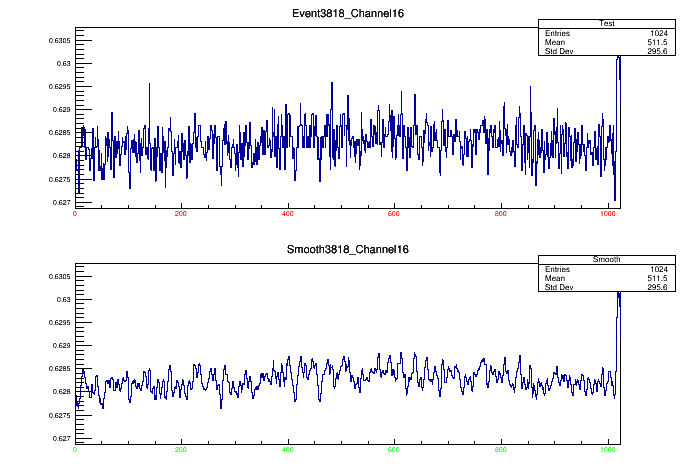 Event3818_Channel16
Test
Entries 1024
Mean 511.5
Std Dev 295.6
0.6305
0.63
0.6295
0.629
0.6285
0.628
0.6275
0.627
0 200 400 600 800 1000
Smooth3818_Channel16
Smooth
Entries 1024
Mean 511.5
Std Dev 295.6
0.6305
0.63
0.6295
0.629
0.6285
0.628
0.6275
0.627
0 200 400 600 800 1000